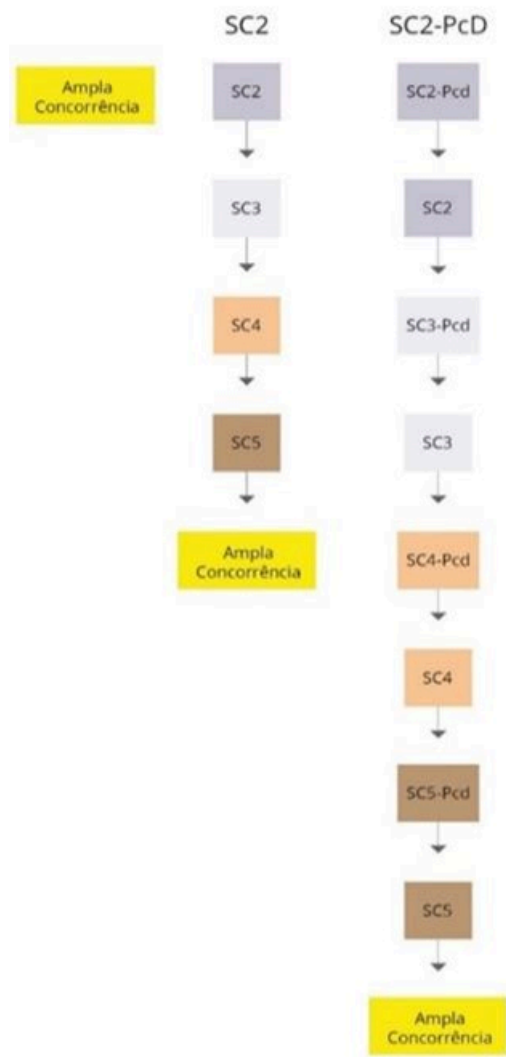 SC2
SC2-PcD
Ampla
Concorrência
SC2
SC3
SC4
SC5
Ampla
Concorrência
SC2-Pcd
SC2
SC3-Pcd
SC3
SC4-Pcd
SC4
SC5-Pcd
SC5
Ampla
Concorrência